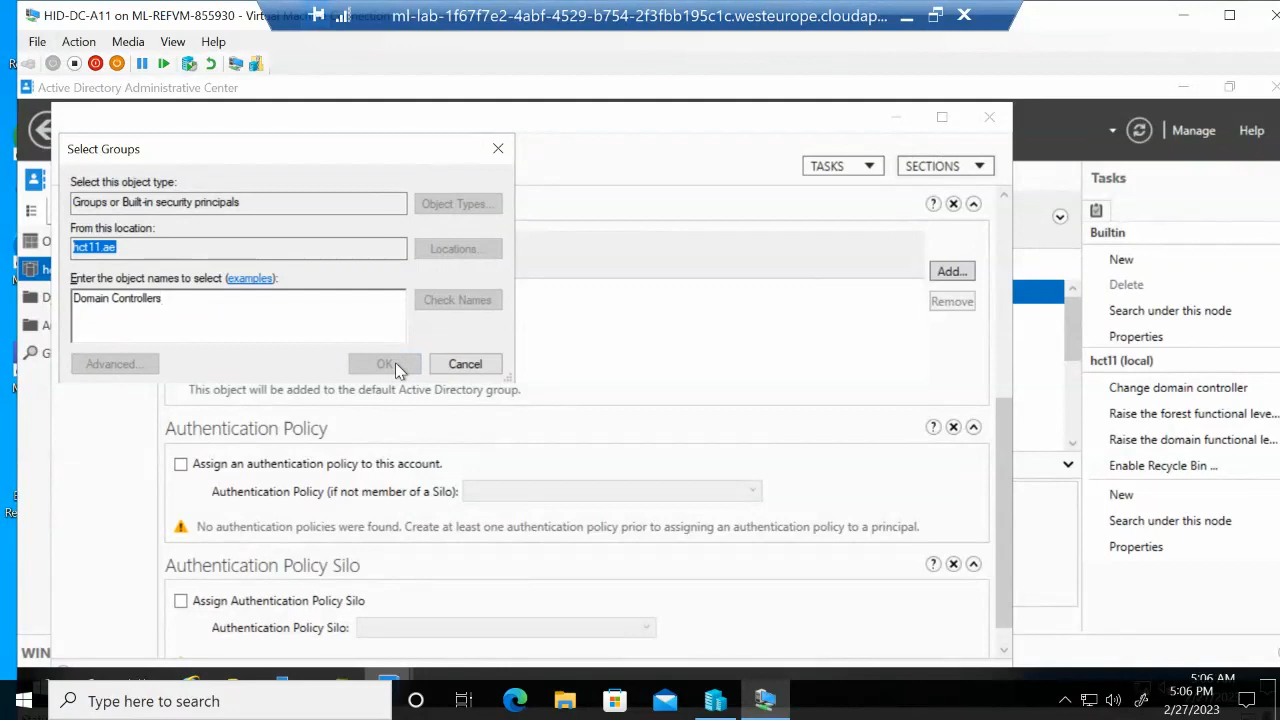 HID-DC-A11 on ML-REFVM-855930 - Virtual Mac
ml-lab-1f67f7e2-4abf-4529-b754-2f3fbb195c1c.westeurope.cloudap...
File Action Media View Help
Active Directory Administrative Center
Manage Help
Select Groups
Select this object type:
Groups or Built-in security principals
Object Types...
From this location:
hct11.ae
Locations...
Enter the object names to select (examples):
Domain Controllers
Check Names
Advanced...
OK
Cancel
TASKS
SECTIONS
Add...
Remove
This object will be added to the default Active Directory group.
Authentication Policy
Assign an authentication policy to this account.
Authentication Policy (if not member of a Silo):
No authentication policies were found. Create at least one authentication policy prior to assigning an authentication policy to a principal.
Authentication Policy Silo
Assign Authentication Policy Silo
Authentication Policy Silo:
Tasks
Builtin
New
Delete
Search under this node
Properties
hct11 (local)
Change domain controller
Raise the forest functional leve...
Raise the domain functional le...
Enable Recycle Bin ...
New
Search under this node
Properties
WIN
5:06 AM
Type here to search
5:06 PM
2/27/2023